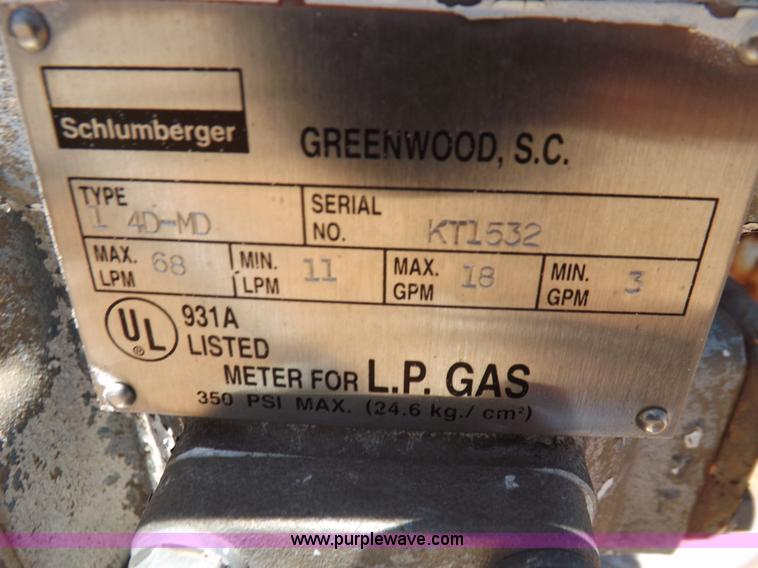 Schlumberger
GREENWOOD, S.C.
TYPE
1 4D-MD
SERIAL NO. KT1532
MAX. LPM 68
MIN. LPM 11
MAX. GPM 18
MIN. GPM 3
UL
®
931A
LISTED
METER FOR L.P. GAS
350 PSI MAX. (24.6 kg./cm²)
www.purplewave.com